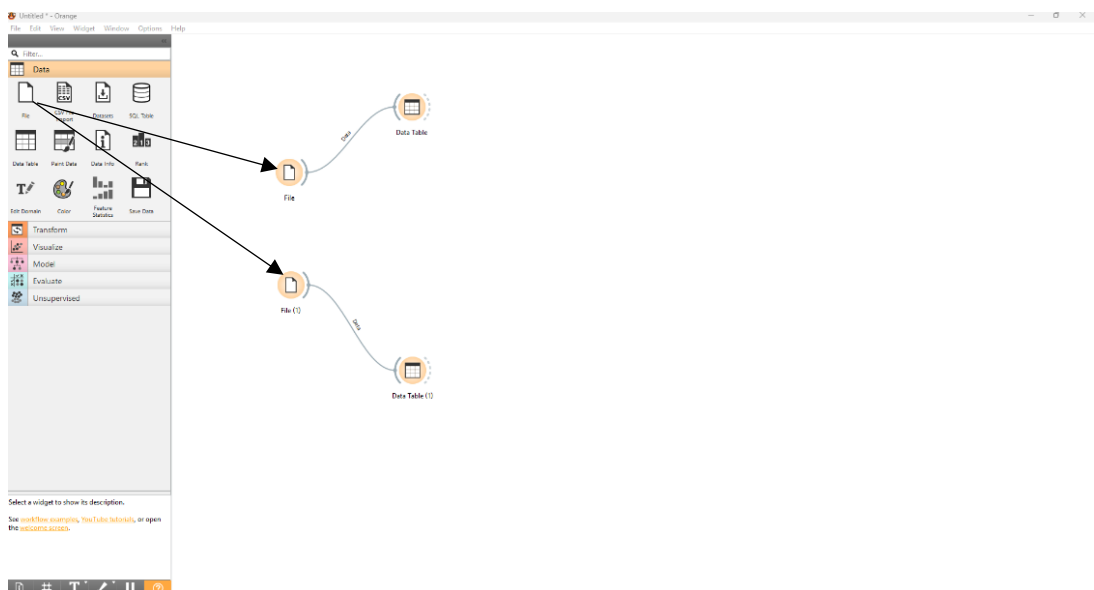 Untitled * - Orange
File Edit View Widget Window Options Help
Filter...
Data
File CSV File Import Datasets SQL Table
Data Table Paint Data Data Info Rank
Edit Domain Color Feature Statistics Save Data
Transform
Visualize
Model
Evaluate
Unsupervised
Select a widget to show its description.
See workflow examples, YouTube tutorials, or open
the welcome screen.
Data
Data Table
File
File (1)
Data
Data Table (1)